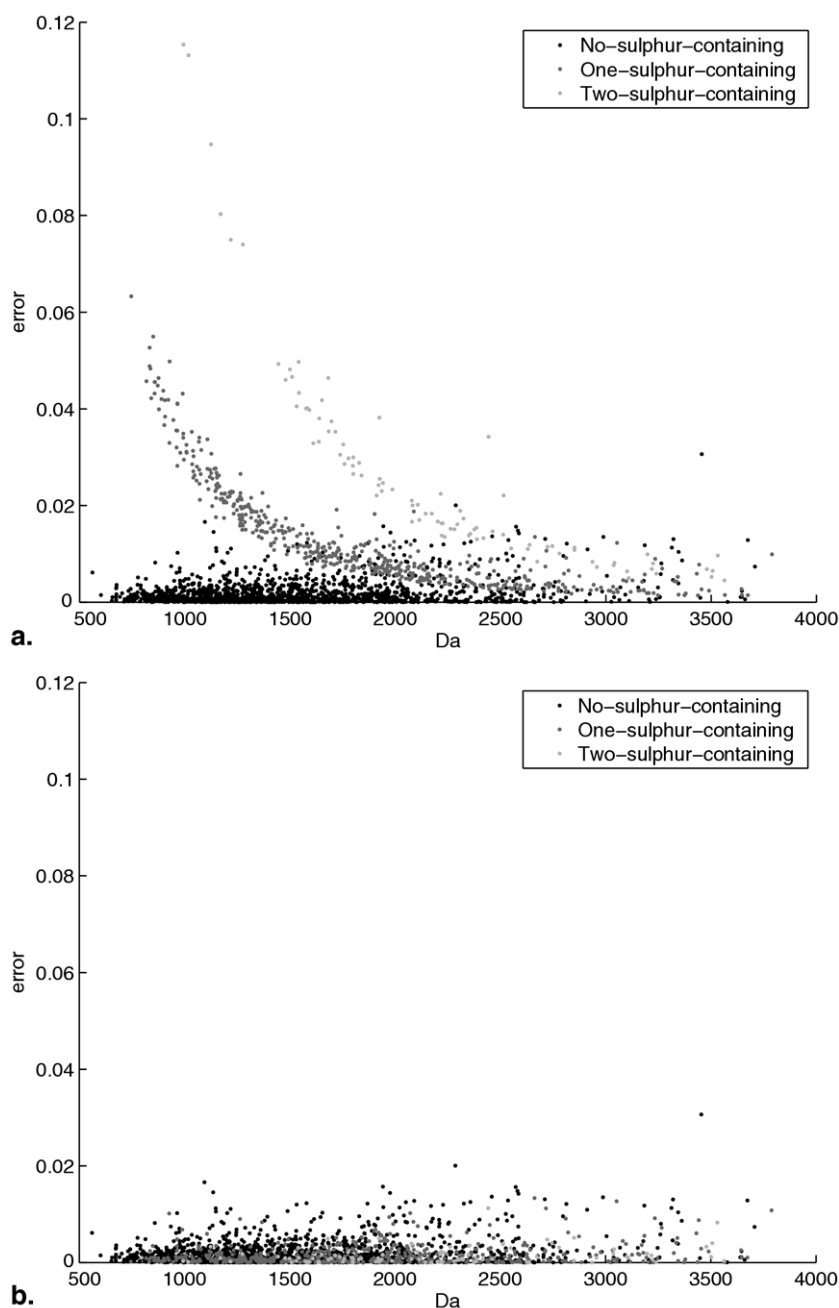 0.12
No−sulphur−containing
One−sulphur−containing
Two−sulphur−containing
0.1
0.08
error
0.06
0.04
0.02
0
500 1000 1500 2000 2500 3000 3500 4000
Da
a.
0.12
No−sulphur−containing
One−sulphur−containing
Two−sulphur−containing
0.1
0.08
error
0.06
0.04
0.02
0
500 1000 1500 2000 2500 3000 3500 4000
Da
b.